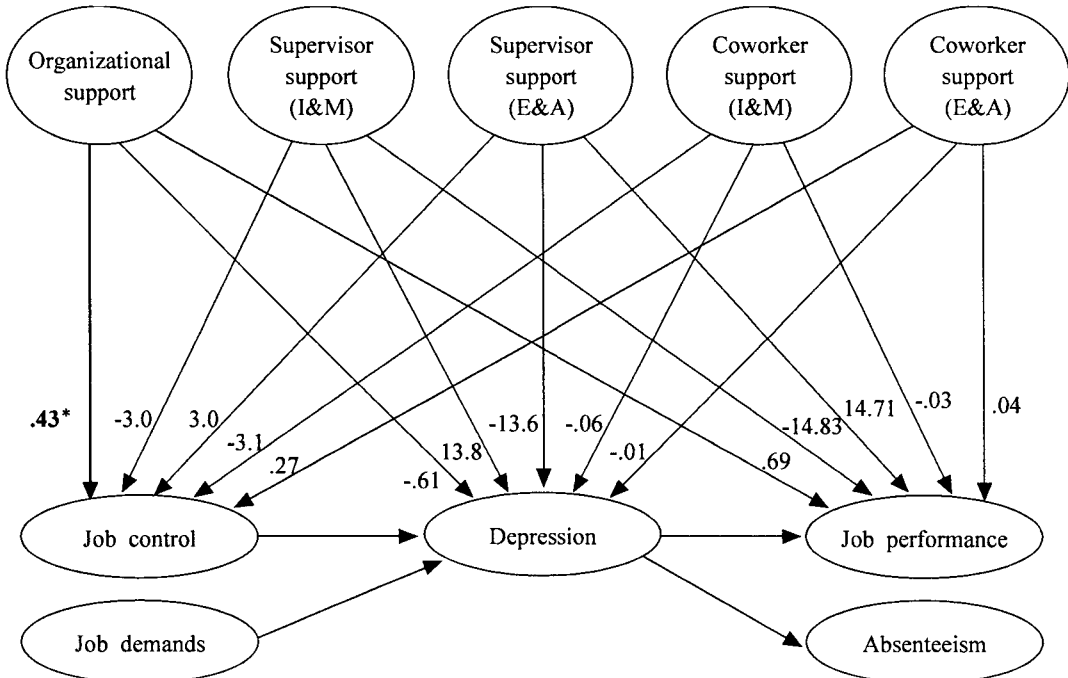 Organizational
support
Supervisor
support
(I&M)
Supervisor
support
(E&A)
Coworker
support
(I&M)
Coworker
support
(E&A)
.43*
-3.0
3.0
-3.1
.27
-.61
13.8
-13.6
-.06
-.01
.69
-14.83
14.71
-.03
.04
Job control
Depression
Job performance
Job demands
Absenteeism